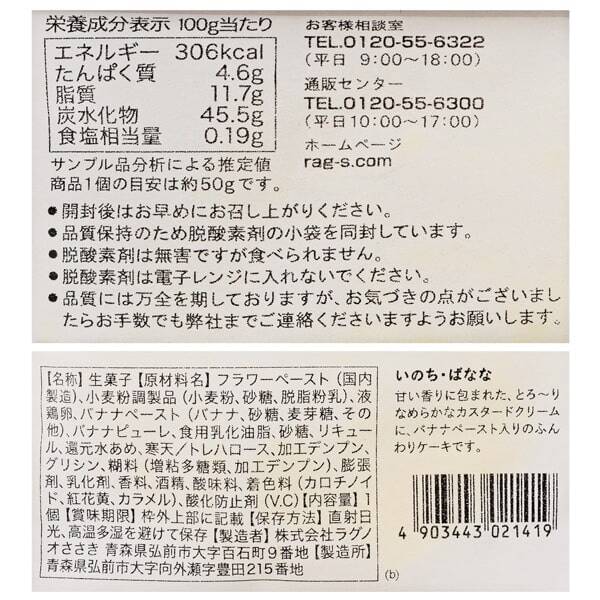 栄養成分表示 100g当たり
エネルギー 306kcal
たんぱく質 4.6g
脂質 11.7g
炭水化物 45.5g
食塩相当量 0.19g
サンプル品分析による推定値
商品1個の目安は約50gです。
お客様相談室
TEL.0120-55-6322
(平日 9:00〜18:00)
通販センター
TEL.0120-55-6300
(平日10:00〜17:00)
ホームページ
rag-s.com
●開封後はお早めにお召し上がりください。
●品質保持のため脱酸素剤の小袋を同封しています。
●脱酸素剤は無害ですが食べられません。
●脱酸素剤は電子レンジに入れないでください。
●品質には万全を期しておりますが、お気づきの点がございまし
たらお手数でも弊社までご連絡くださいますようお願いします。
【名称】生菓子【原材料名】フラワーペースト(国内
製造)、小麦粉調製品(小麦粉、砂糖、脱脂粉乳)、液
鶏卵、バナナペースト(バナナ、砂糖、麦芽糖、その
他)、バナナピューレ、食用乳化油脂、砂糖、リキュー
ル、還元水あめ、寒天/トレハロース、加工デンプン、
グリシン、糊料(増粘多糖類、加工デンプン)、膨張
剤、乳化剤、香料、酒精、酸味料、着色料(カロチノイ
ド、紅花黄、カラメル)、酸化防止剤(V.C)【内容量】1
個【賞味期限】枠外上部に記載【保存方法】直射日
光、高温多湿を避けて保存【製造者】株式会社ラグノ
オささき 青森県弘前市大字百石町9番地【製造所】
青森県弘前市大字向外瀬字豊田215番地
いのち・ばなな
甘い香りに包まれた、とろ〜り
なめらかなカスタードクリーム
に、バナナペースト入りのふん
わりケーキです。
4 903443 021419
(b)